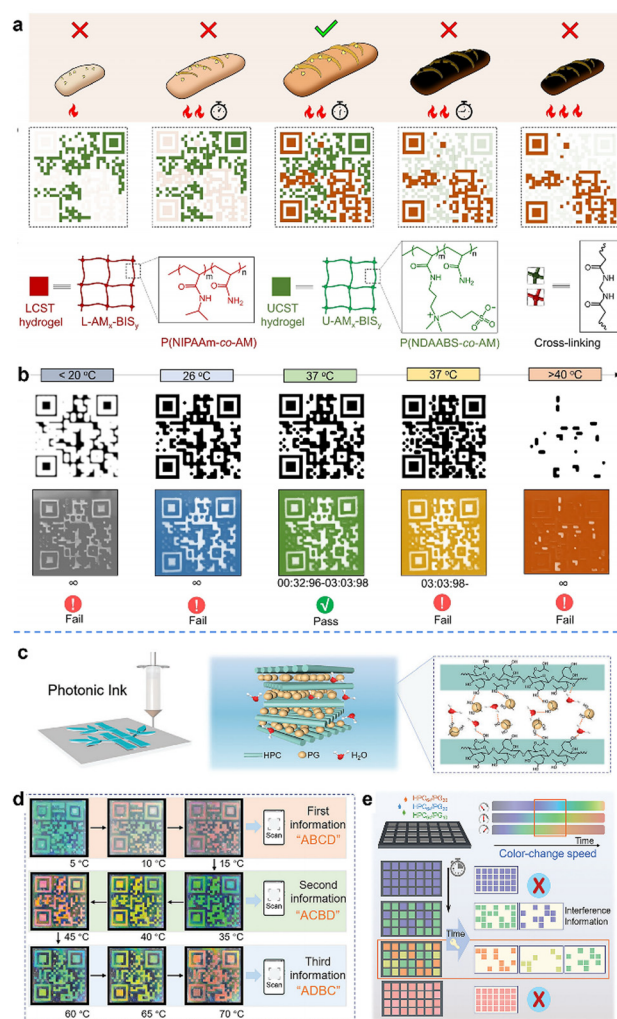 a
LCST
hydrogel
L-AMₓ-BISᵧ
m
n
P(NIPAAm-co-AM)
UCST
hydrogel
U-AMₓ-BISᵧ
m
n
P(NDAABS-co-AM)
Cross-linking
b
< 20 °C
26 °C
37 °C
37 °C
>40 °C
∞
∞
00:32:96-03:03:98
03:03:98-
∞
Fail
Fail
Pass
Fail
Fail
c
Photonic Ink
HPC
PG
H₂O
d
5 °C
10 °C
15 °C
Scan
First
information
"ABCD"
45 °C
40 °C
35 °C
Scan
Second
information
"ACBD"
60 °C
65 °C
70 °C
Scan
Third
information
"ADBC"
e
Time
Color-change speed
Time
Interference
Information